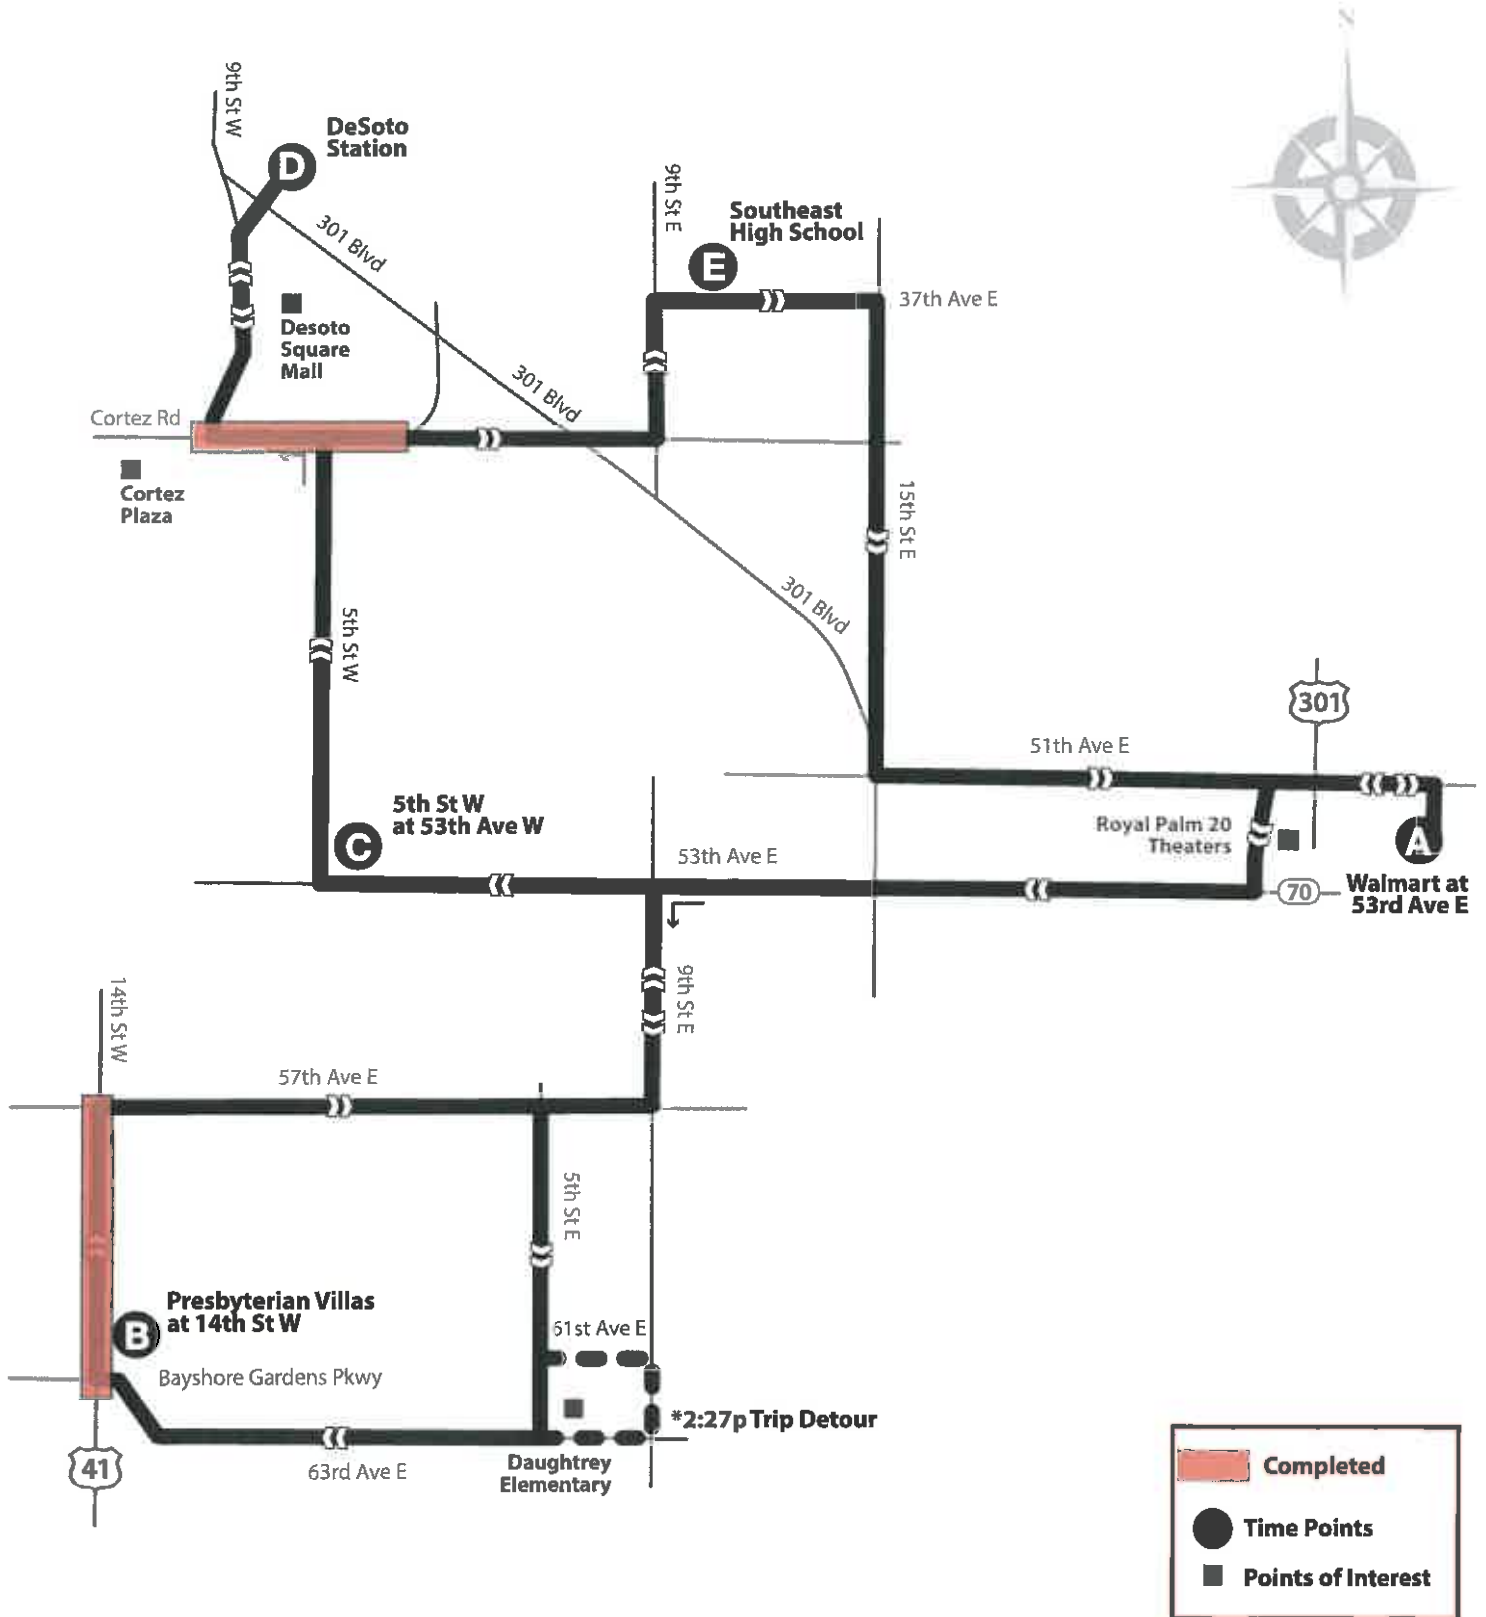 N
9th St W
DeSoto
Station
D
301 Blvd
9th St E
Southeast
High School
E
37th Ave E
Desoto
Square
Mall
301 Blvd
Cortez Rd
Cortez
Plaza
15th St E
301 Blvd
5th St W
301
51th Ave E
5th St W
at 53th Ave W
C
Royal Palm 20
Theaters
A
53th Ave E
70
Walmart at
53rd Ave E
9th St E
14th St W
57th Ave E
5th St E
Presbyterian Villas
at 14th St W
B
61st Ave E
Bayshore Gardens Pkwy
*2:27p Trip Detour
41
63rd Ave E
Daughtrey
Elementary
Completed
Time Points
Points of Interest